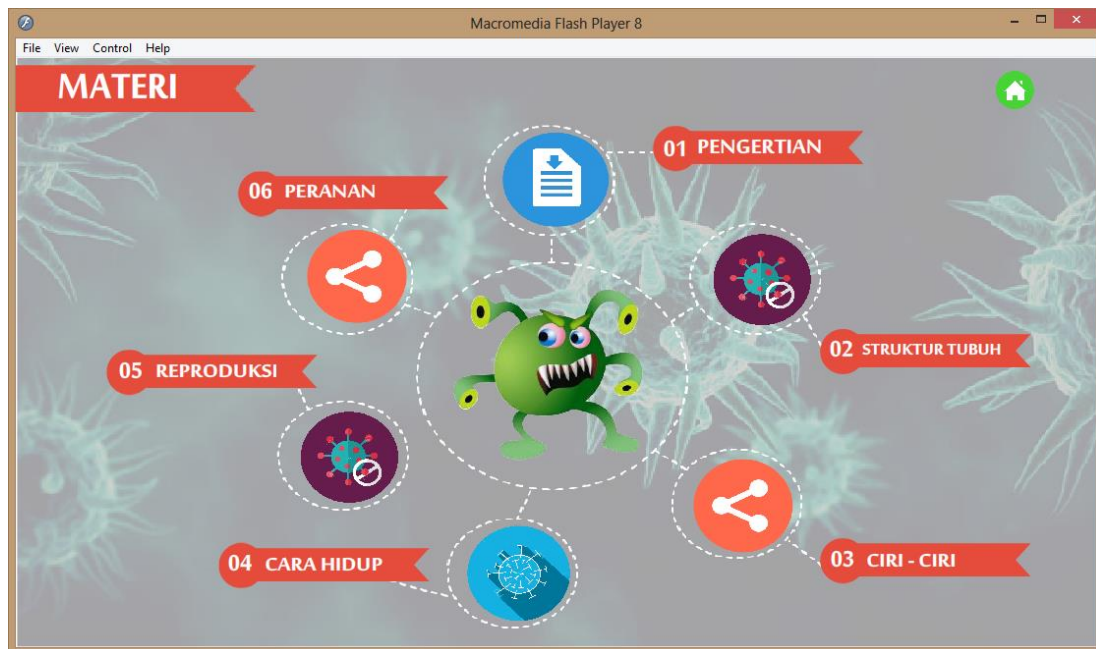 Macromedia Flash Player 8
File View Control Help
MATERI
01 PENGERTIAN
02 STRUKTUR TUBUH
03 CIRI - CIRI
04 CARA HIDUP
05 REPRODUKSI
06 PERANAN